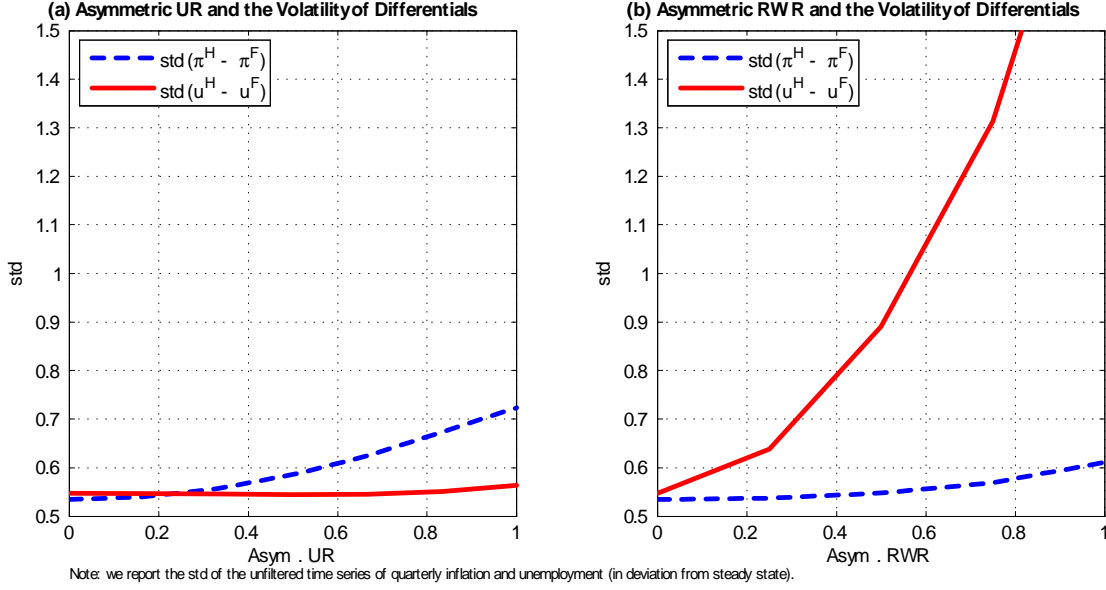 (a) Asymmetric UR and the Volatility of Differentials
1.5
1.4
1.3
1.2
1.1
1
0.9
0.8
0.7
0.6
0.5
std
std(π^H - π^F)
std(u^H - u^F)
0 0.2 0.4 0.6 0.8 1
Asym . UR
(b) Asymmetric RWR and the Volatility of Differentials
1.5
1.4
1.3
1.2
1.1
1
0.9
0.8
0.7
0.6
0.5
std
std(π^H - π^F)
std(u^H - u^F)
0 0.2 0.4 0.6 0.8 1
Asym . RWR
Note: we report the std of the unfiltered time series of quarterly inflation and unemployment (in deviation from steady state).